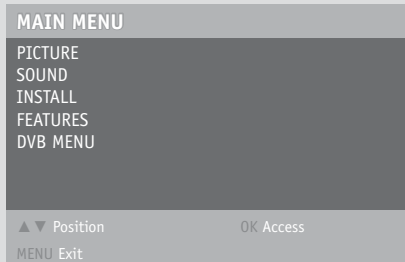 MAIN MENU
PICTURE
SOUND
INSTALL
FEATURES
DVB MENU
▲ ▼ Position OK Access
MENU Exit